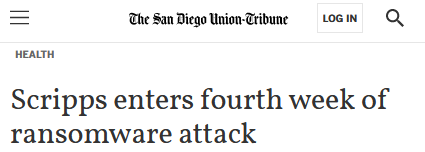 The San Diego Union-Tribune
LOG IN
HEALTH
Scripps enters fourth week of
ransomware attack